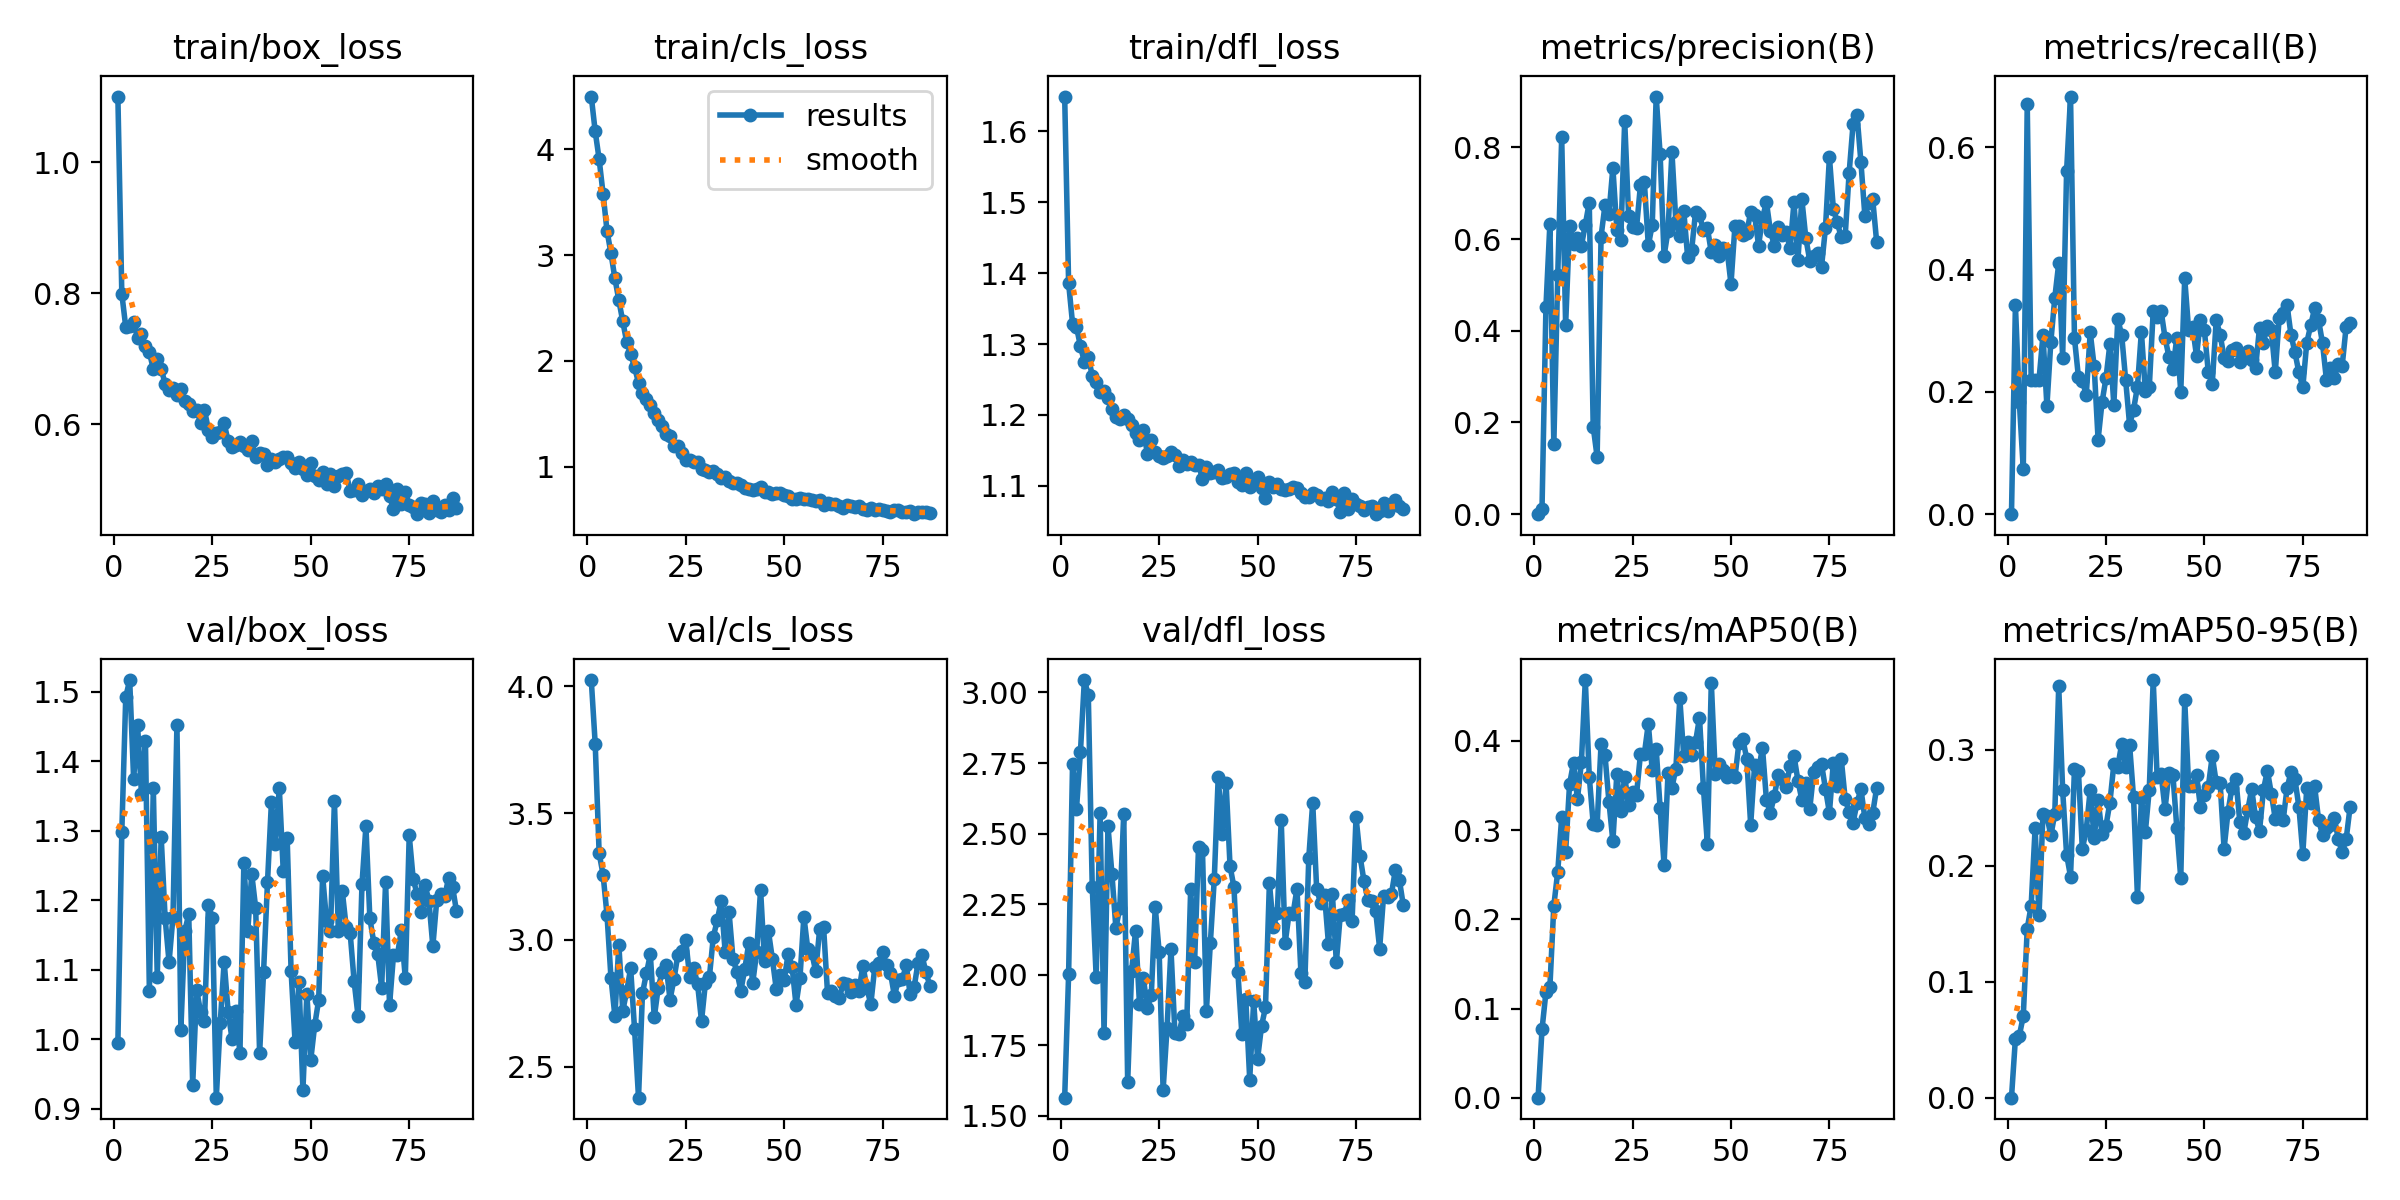 train/box_loss
train/cls_loss
train/dfl_loss
metrics/precision(B)
metrics/recall(B)
results
smooth
1.0
0.8
0.6
0 25 50 75
4
3
2
1
0 25 50 75
1.6
1.5
1.4
1.3
1.2
1.1
0 25 50 75
0.8
0.6
0.4
0.2
0.0
0 25 50 75
0.6
0.4
0.2
0.0
0 25 50 75
val/box_loss
val/cls_loss
val/dfl_loss
metrics/mAP50(B)
metrics/mAP50-95(B)
1.5
1.4
1.3
1.2
1.1
1.0
0.9
0 25 50 75
4.0
3.5
3.0
2.5
0 25 50 75
3.00
2.75
2.50
2.25
2.00
1.75
1.50
0 25 50 75
0.4
0.3
0.2
0.1
0.0
0 25 50 75
0.3
0.2
0.1
0.0
0 25 50 75